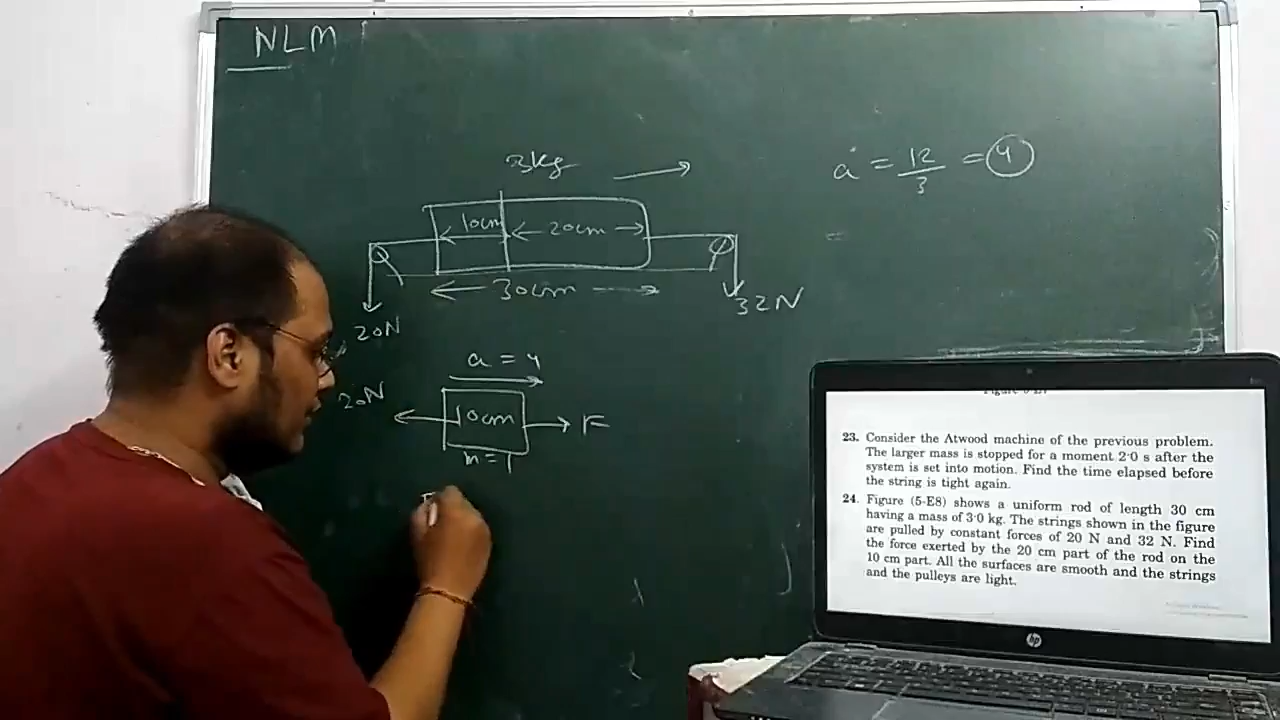 NLM
3kg
a = 12/3 = 4
10cm
20cm
30cm
20N
32N
a = 4
20N
10cm
F
m = 1
F
23. Consider the Atwood machine of the previous problem.
The larger mass is stopped for a moment 2·0 s after the
system is set into motion. Find the time elapsed before
the string is tight again.
24. Figure (5-E8) shows a uniform rod of length 30 cm
having a mass of 3·0 kg. The strings shown in the figure
are pulled by constant forces of 20 N and 32 N. Find
the force exerted by the 20 cm part of the rod on the
10 cm part. All the surfaces are smooth and the strings
and the pulleys are light.
hp